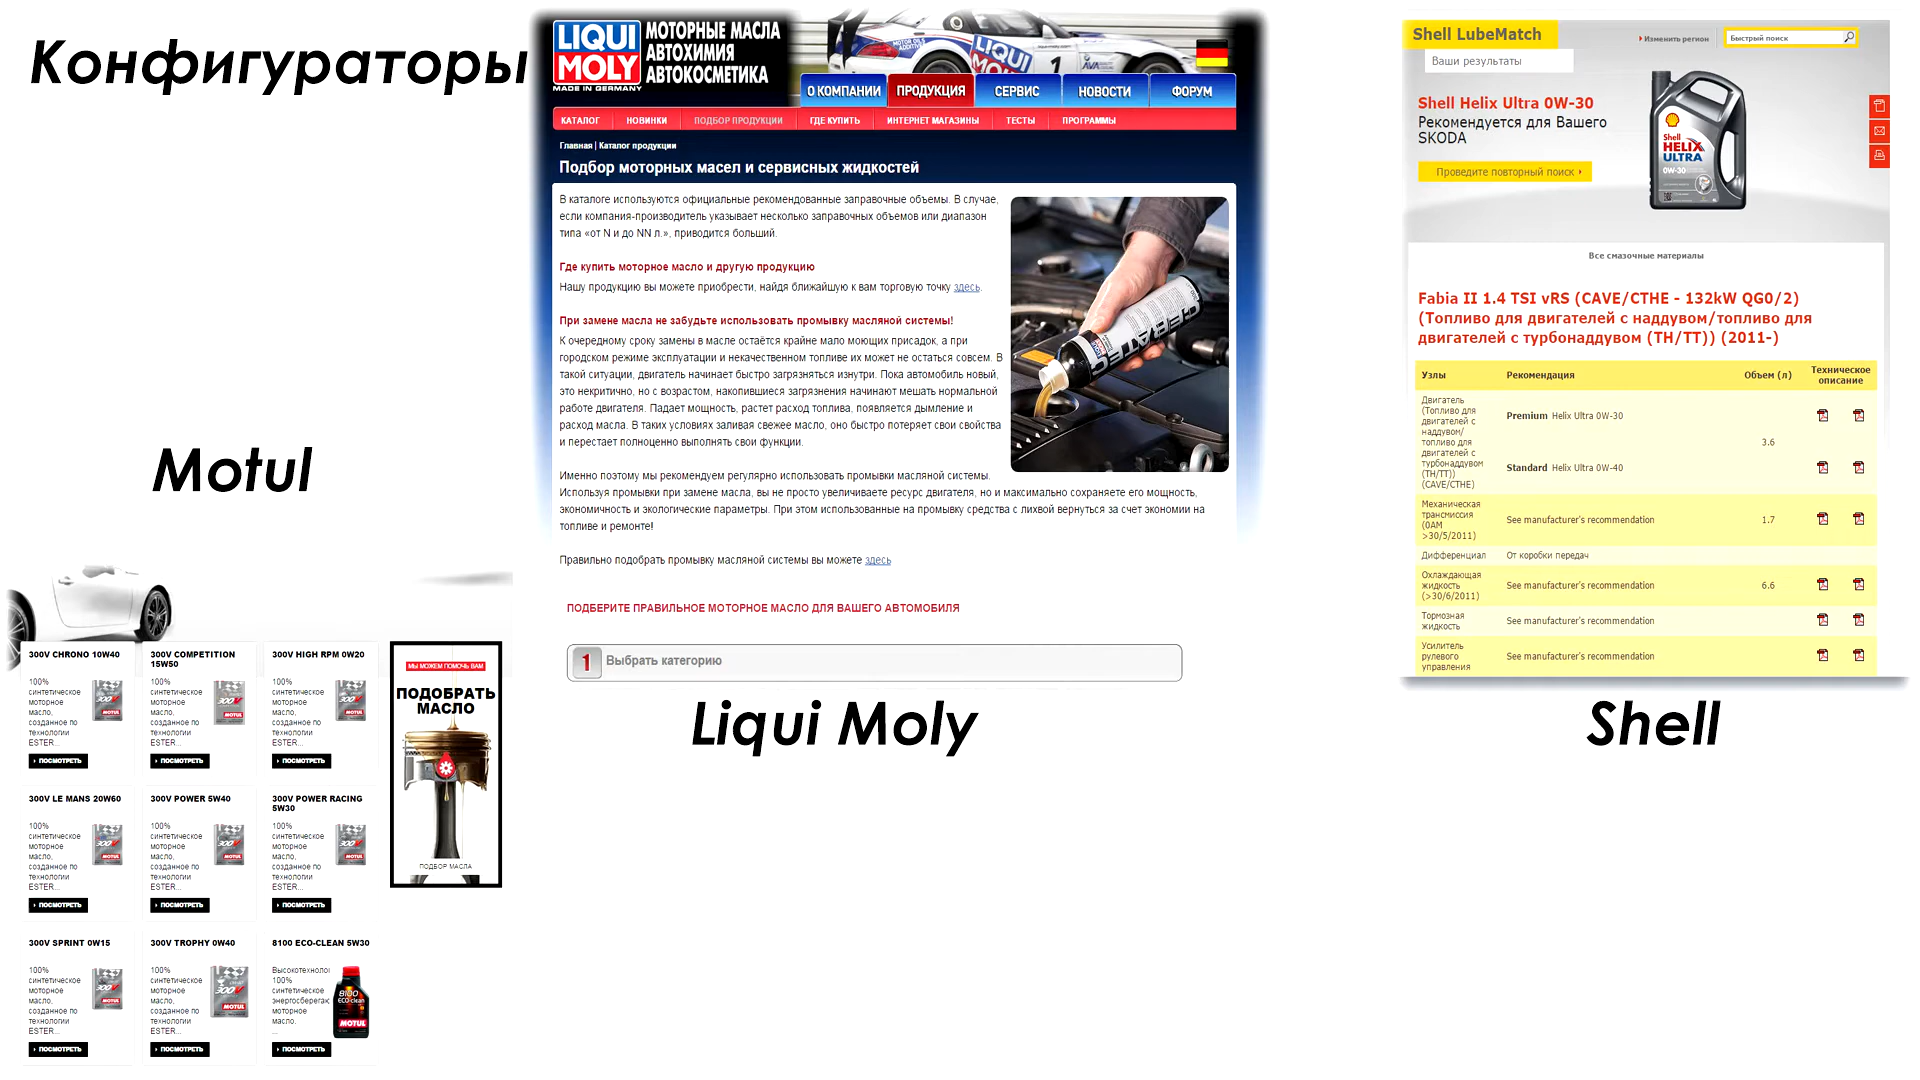 Конфигураторы
Motul
300V CHRONO 10W40
100%
синтетическое
моторное
масло,
созданное по
технологии
ESTER...
ПОСМОТРЕТЬ
300V COMPETITION
15W50
100%
синтетическое
моторное
масло,
созданное по
технологии
ESTER...
ПОСМОТРЕТЬ
300V HIGH RPM 0W20
100%
синтетическое
моторное
масло,
созданное по
технологии
ESTER...
ПОСМОТРЕТЬ
300V LE MANS 20W60
100%
синтетическое
моторное
масло,
созданное по
технологии
ESTER...
ПОСМОТРЕТЬ
300V POWER 5W40
100%
синтетическое
моторное
масло,
созданное по
технологии
ESTER...
ПОСМОТРЕТЬ
300V POWER RACING
5W30
100%
синтетическое
моторное
масло,
созданное по
технологии
ESTER...
ПОСМОТРЕТЬ
300V SPRINT 0W15
100%
синтетическое
моторное
масло,
созданное по
технологии
ESTER...
ПОСМОТРЕТЬ
300V TROPHY 0W40
100%
синтетическое
моторное
масло,
созданное по
технологии
ESTER...
ПОСМОТРЕТЬ
8100 ECO-CLEAN 5W30
Высокотехнолог
100%
синтетическое
энергосберегак
моторное
масло.
...
ПОСМОТРЕТЬ
8100
ECO-clean
MOTUL
МЫ МОЖЕМ ПОМОЧЬ ВАМ
ПОДОБРАТЬ
МАСЛО
ПОДБОР МАСЛА
LIQUI
MOLY
MADE IN GERMANY
МОТОРНЫЕ МАСЛА
АВТОХИМИЯ
АВТОКОСМЕТИКА
О КОМПАНИИ ПРОДУКЦИЯ СЕРВИС НОВОСТИ ФОРУМ
КАТАЛОГ НОВИНКИ ПОДБОР ПРОДУКЦИИ ГДЕ КУПИТЬ ИНТЕРНЕТ МАГАЗИНЫ ТЕСТЫ ПРОГРАММЫ
Главная | Каталог продукции
Подбор моторных масел и сервисных жидкостей
В каталоге используются официальные рекомендованные заправочные объемы. В случае,
если компания-производитель указывает несколько заправочных объемов или диапазон
типа «от N и до NN л.», приводится больший.
Где купить моторное масло и другую продукцию
Нашу продукцию вы можете приобрести, найдя ближайшую к вам торговую точку здесь.
При замене масла не забудьте использовать промывку масляной системы!
К очередному сроку замены в масле остаётся крайне мало моющих присадок, а при
городском режиме эксплуатации и некачественном топливе их может не остаться совсем. В
такой ситуации, двигатель начинает быстро загрязняться изнутри. Пока автомобиль новый,
это некритично, но с возрастом, накопившиеся загрязнения начинают мешать нормальной
работе двигателя. Падает мощность, растет расход топлива, появляется дымление и
расход масла. В таких условиях заливая свежее масло, оно быстро потеряет свои свойства
и перестает полноценно выполнять свои функции.
Именно поэтому мы рекомендуем регулярно использовать промывки масляной системы.
Используя промывки при замене масла, вы не просто увеличиваете ресурс двигателя, но и максимально сохраняете его мощность,
экономичность и экологические параметры. При этом использованные на промывку средства с лихвой вернуться за счет экономии на
топливе и ремонте!
Правильно подобрать промывку масляной системы вы можете здесь
ПОДБЕРИТЕ ПРАВИЛЬНОЕ МОТОРНОЕ МАСЛО ДЛЯ ВАШЕГО АВТОМОБИЛЯ
1 Выбрать категорию
Liqui Moly
Shell LubeMatch
Изменить регион
Быстрый поиск
Ваши результаты
Shell Helix Ultra 0W-30
Рекомендуется для Вашего
SKODA
Проведите повторный поиск
Shell
HELIX
ULTRA
0W-30
Все смазочные материалы
Fabia II 1.4 TSI vRS (CAVE/CTHE - 132kW QG0/2)
(Топливо для двигателей с наддувом/топливо для
двигателей с турбонаддувом (TH/TT)) (2011-)
Узлы Рекомендация Объем (л) Техническое
описание
Двигатель
(Топливо для
двигателей с
наддувом/
топливо для
двигателей с
турбонаддувом
(TH/TT))
(CAVE/CTHE)
Premium Helix Ultra 0W-30
3.6
Standard Helix Ultra 0W-40
Механическая
трансмиссия
(0AM
>30/5/2011)
See manufacturer's recommendation 1.7
Дифференциал От коробки передач
Охлаждающая
жидкость
(>30/6/2011)
See manufacturer's recommendation 6.6
Тормозная
жидкость
See manufacturer's recommendation
Усилитель
рулевого
управления
See manufacturer's recommendation
Shell